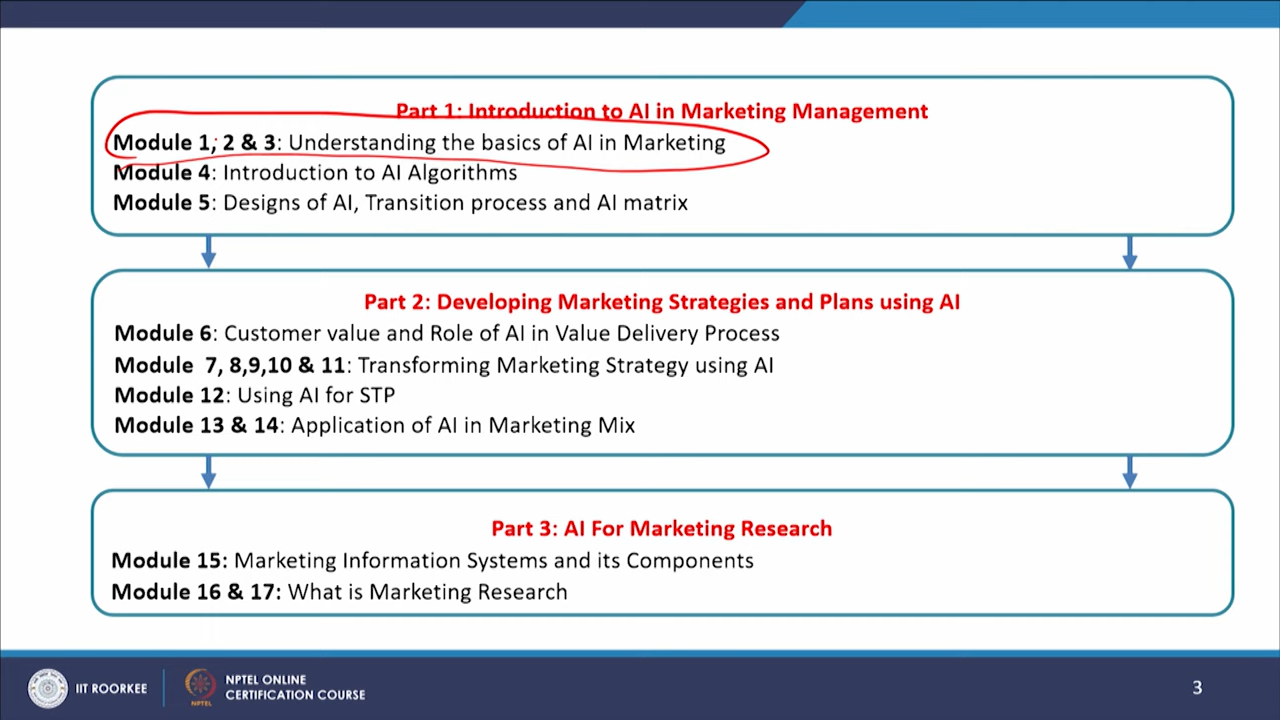 Part 1: Introduction to AI in Marketing Management
Module 1, 2 & 3: Understanding the basics of AI in Marketing
Module 4: Introduction to AI Algorithms
Module 5: Designs of AI, Transition process and AI matrix
Part 2: Developing Marketing Strategies and Plans using AI
Module 6: Customer value and Role of AI in Value Delivery Process
Module 7, 8,9,10 & 11: Transforming Marketing Strategy using AI
Module 12: Using AI for STP
Module 13 & 14: Application of AI in Marketing Mix
Part 3: AI For Marketing Research
Module 15: Marketing Information Systems and its Components
Module 16 & 17: What is Marketing Research
IIT ROORKEE
NPTEL
NPTEL ONLINE
CERTIFICATION COURSE
3